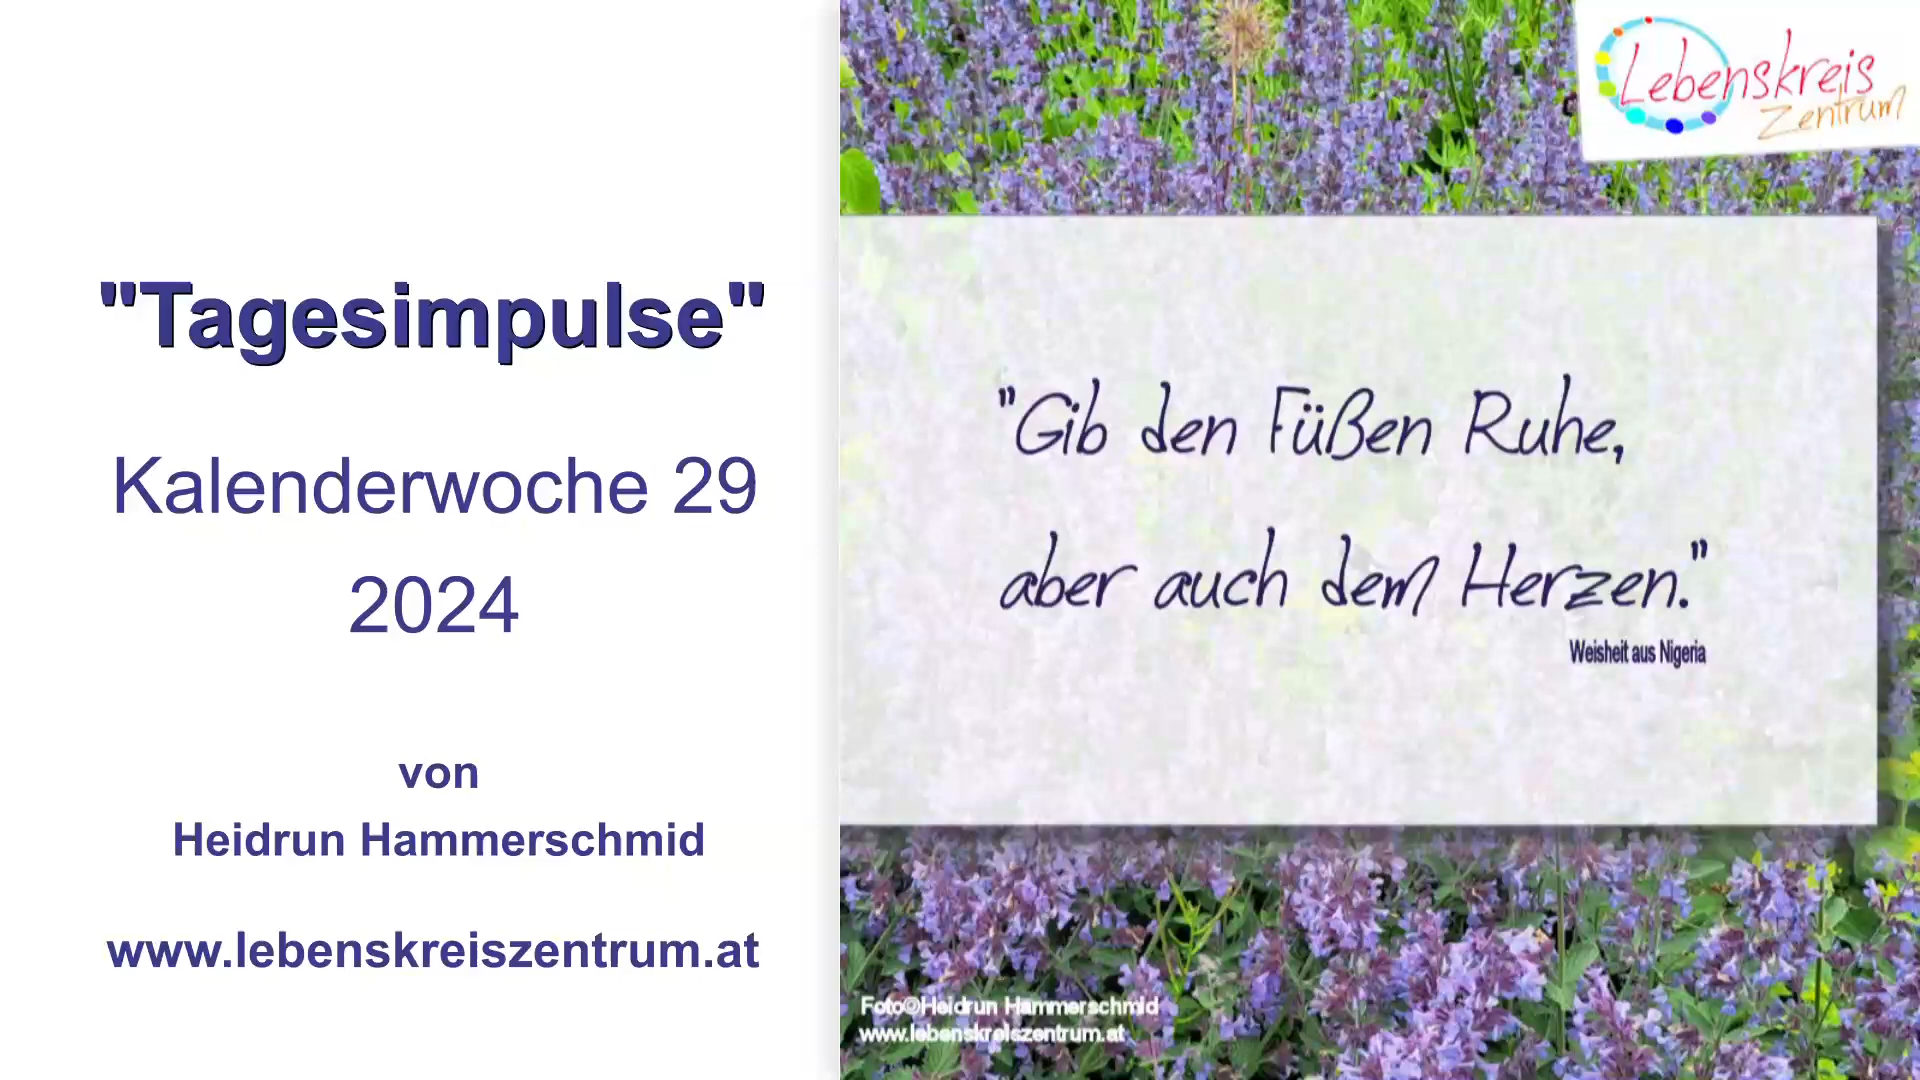 "Tagesimpulse"
Kalenderwoche 29
2024
von
Heidrun Hammerschmid
www.lebenskreiszentrum.at
Lebenskreis
Zentrum
"Gib den Füßen Ruhe,
aber auch dem Herzen."
Weisheit aus Nigeria
Foto©Heidrun Hammerschmid
www.lebenskreiszentrum.at